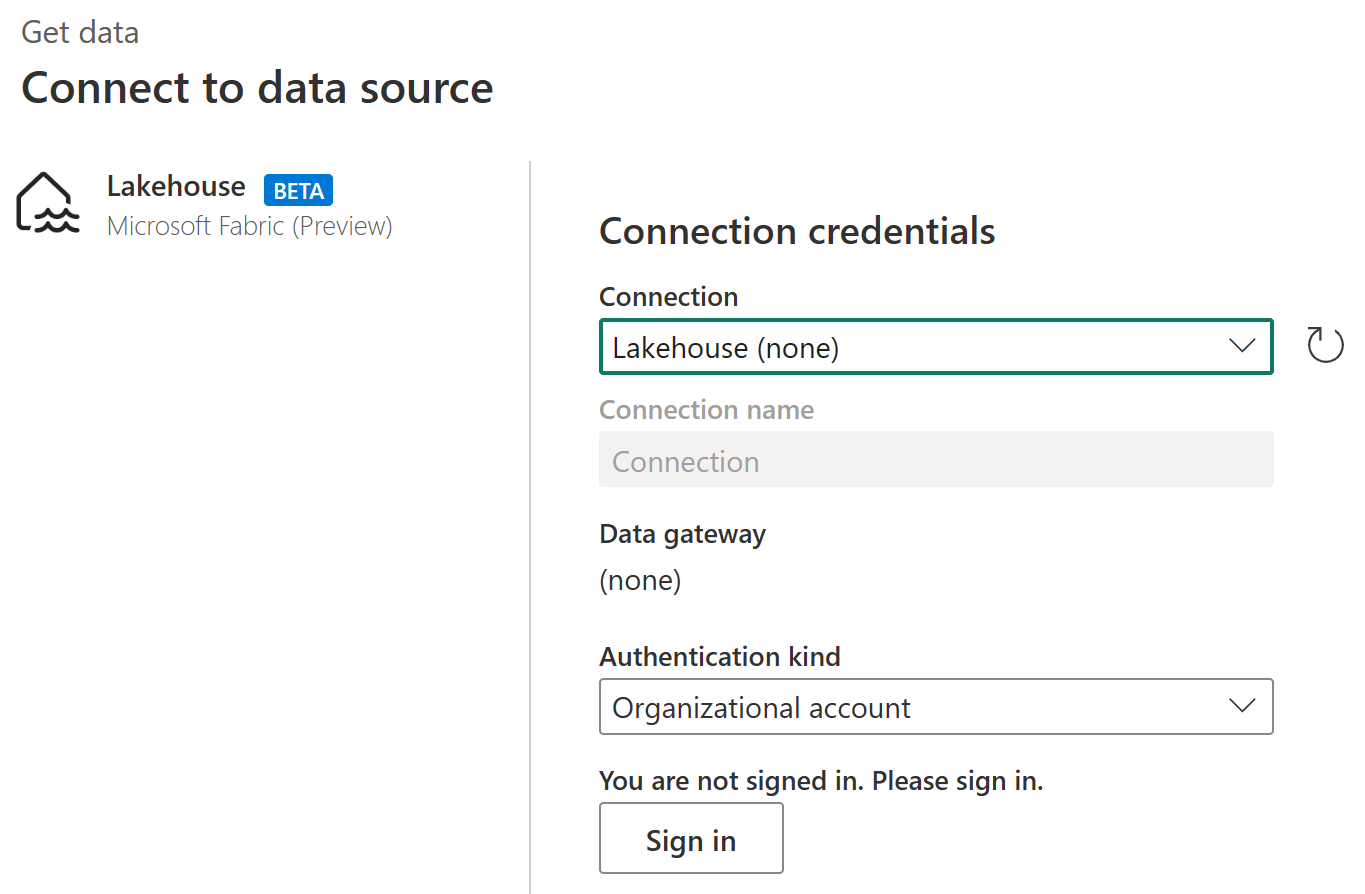 Get data
Connect to data source
Lakehouse BETA
Microsoft Fabric (Preview)
Connection credentials
Connection
Lakehouse (none)
Connection name
Connection
Data gateway
(none)
Authentication kind
Organizational account
You are not signed in. Please sign in.
Sign in